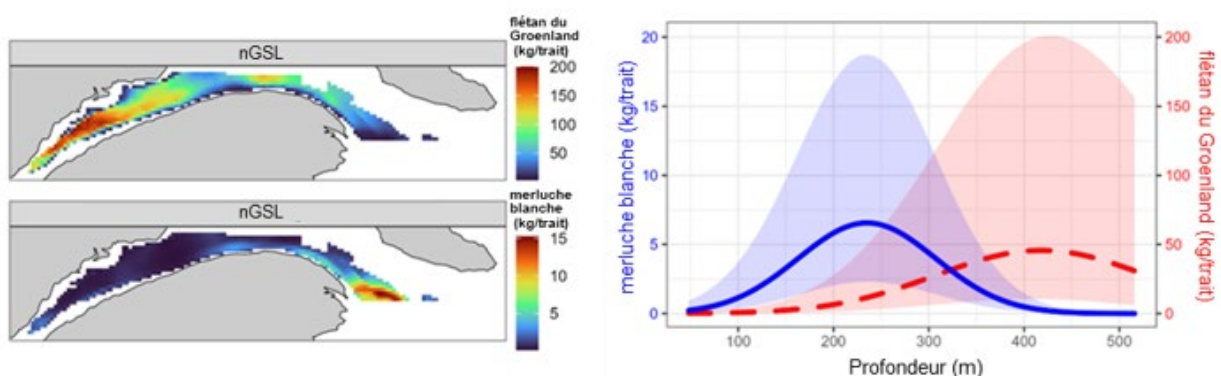 flétan du
Groenland
(kg/trait)
nGSL
200
150
100
50
merluche
blanche
(kg/trait)
nGSL
15
10
5
merluche blanche (kg/trait)
20
15
10
5
0
100
200
300
400
500
Profondeur (m)
200
150
100
50
0
flétan du Groenland (kg/trait)